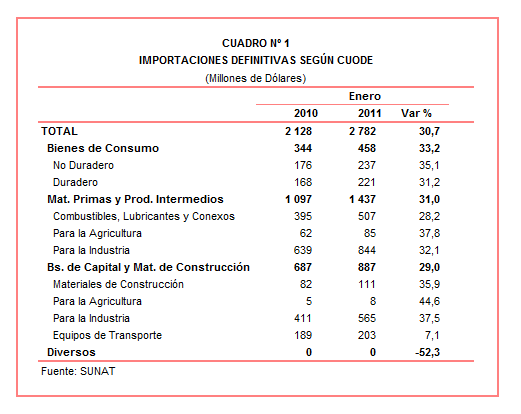 CUADRO Nº 1
IMPORTACIONES DEFINITIVAS SEGÚN CUODE
(Millones de Dólares)
Enero
2010 2011 Var %
TOTAL 2 128 2 782 30,7
Bienes de Consumo 344 458 33,2
No Duradero 176 237 35,1
Duradero 168 221 31,2
Mat. Primas y Prod. Intermedios 1 097 1 437 31,0
Combustibles, Lubricantes y Conexos 395 507 28,2
Para la Agricultura 62 85 37,8
Para la Industria 639 844 32,1
Bs. de Capital y Mat. de Construcción 687 887 29,0
Materiales de Construcción 82 111 35,9
Para la Agricultura 5 8 44,6
Para la Industria 411 565 37,5
Equipos de Transporte 189 203 7,1
Diversos 0 0 -52,3
Fuente: SUNAT